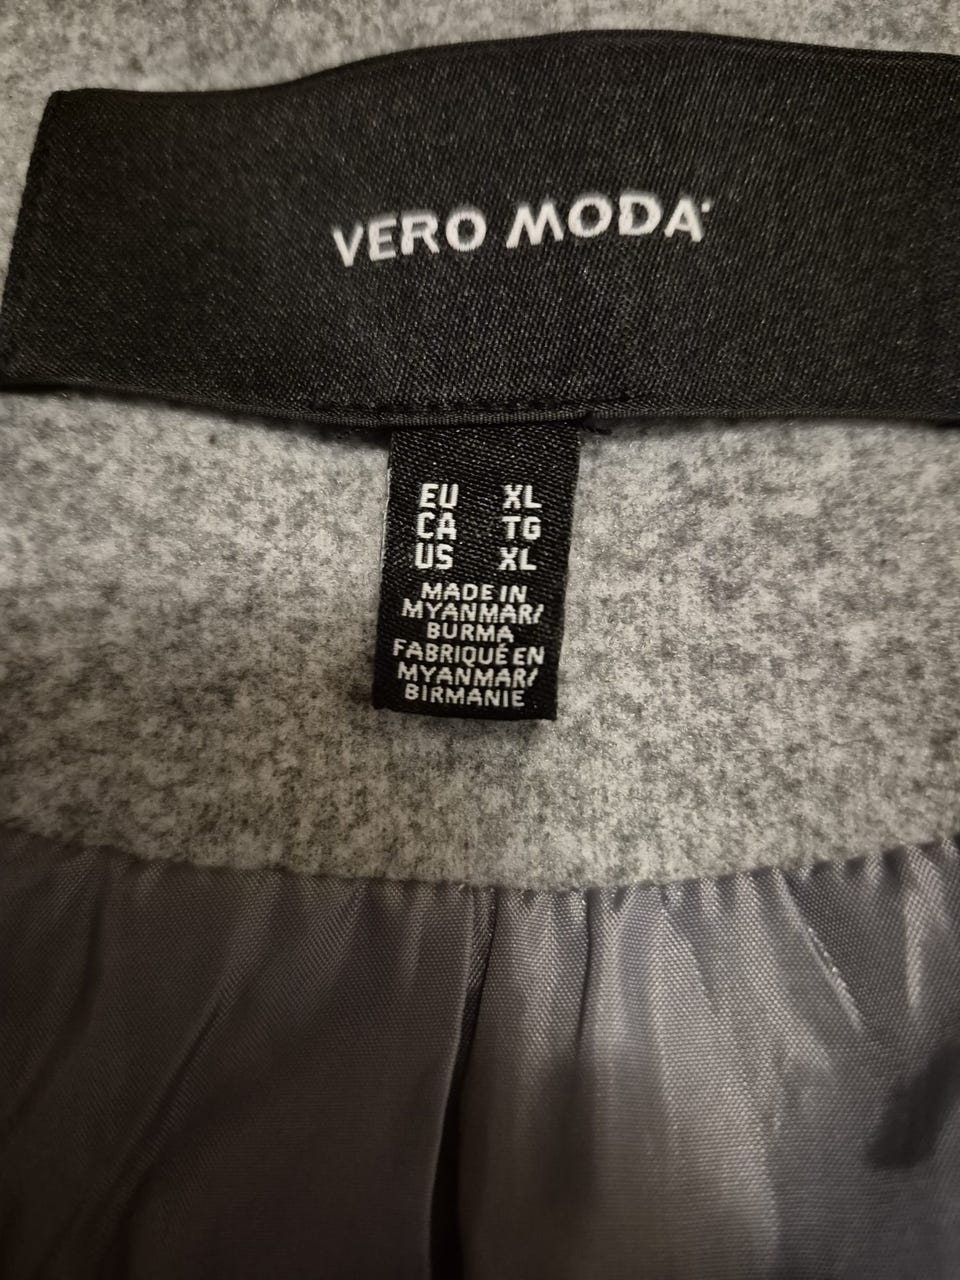 VERO MODA
EU XL
CA TG
US XL
MADE IN
MYANMAR/
BURMA
FABRIQUÉ EN
MYANMAR/
BIRMANIE